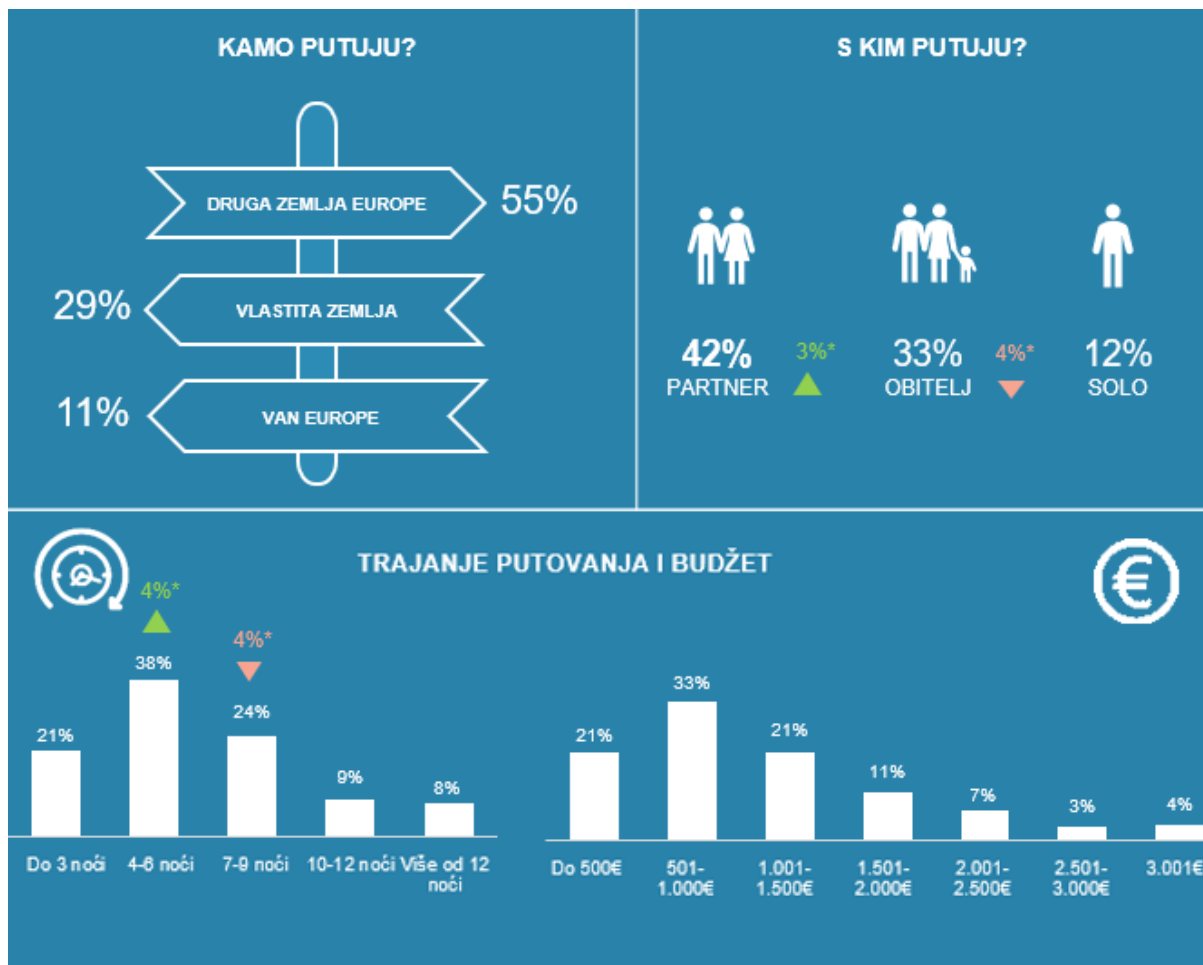 KAMO PUTUJU?
DRUGA ZEMLJA EUROPE
55%
29%
VLASTITA ZEMLJA
11%
VAN EUROPE
S KIM PUTUJU?
42%
3%*
33%
4%*
12%
PARTNER
OBITELJ
SOLO
TRAJANJE PUTOVANJA I BUDŽET
€
4%*
4%*
21%
38%
24%
9%
8%
Do 3 noći
4-6 noći
7-9 noći
10-12 noći
Više od 12
noći
21%
33%
21%
11%
7%
3%
4%
Do 500€
501-
1.000€
1.001-
1.500€
1.501-
2.000€
2.001-
2.500€
2.501-
3.000€
3.001€